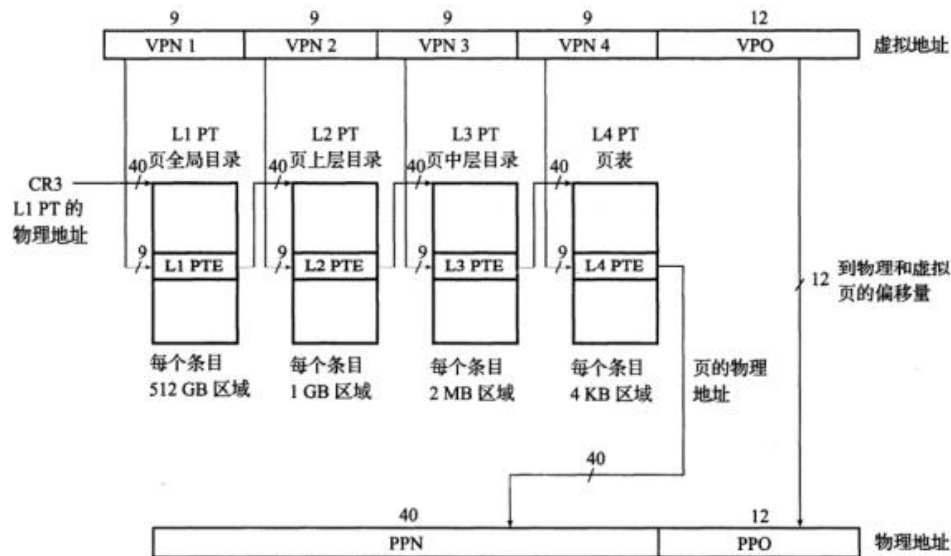 9 9 9 9 12
VPN 1 VPN 2 VPN 3 VPN 4 VPO 虚拟地址
L1 PT L2 PT L3 PT L4 PT
页全局目录 页上层目录 页中层目录 页表
40 40 40 40
CR3
L1 PT 的
物理地址
9 9 9 9
L1 PTE L2 PTE L3 PTE L4 PTE
12 到物理和虚拟
页的偏移量
每个条目 每个条目 每个条目 每个条目
512 GB 区域 1 GB 区域 2 MB 区域 4 KB 区域
页的物理
地址
40
40 12
PPN PPO 物理地址